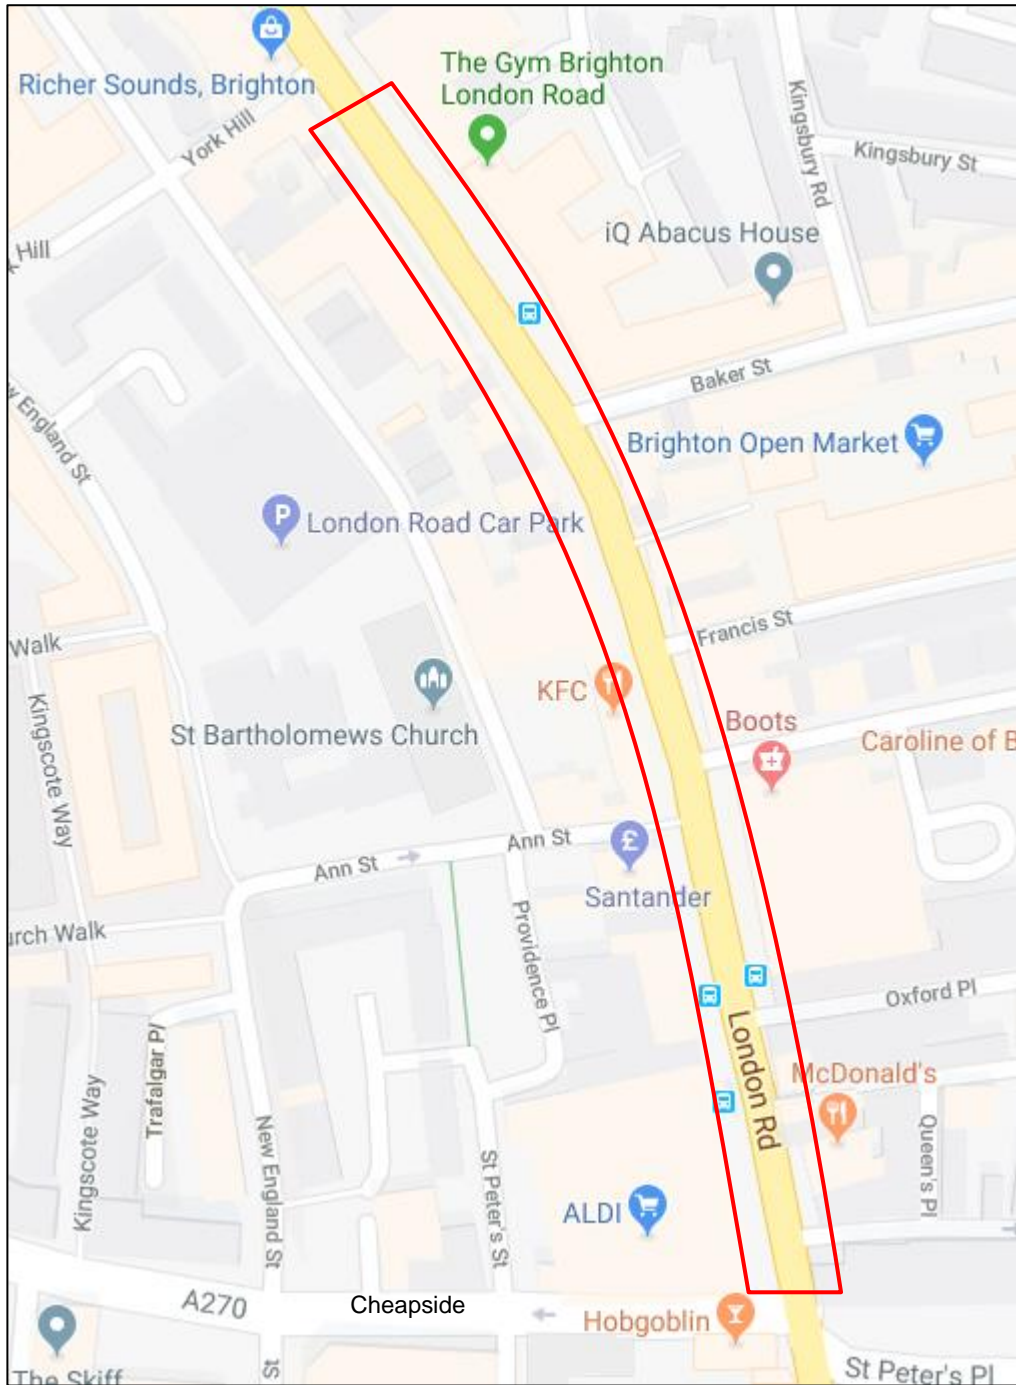 Richer Sounds, Brighton
The Gym Brighton
London Road
York Hill
Kingsbury Rd
Kingsbury St
Hill
iQ Abacus House
Baker St
England St
Brighton Open Market
P
London Road Car Park
Francis St
Walk
KFC
Boots
St Bartholomews Church
Caroline of B
Kingscote Way
Ann St
Ann St
£
Santander
Church Walk
Providence Pl
Oxford Pl
London Rd
McDonald's
Trafalgar Pl
Kingscote Way
New England St
St Peter's St
Queen's Pl
ALDI
A270
Cheapside
Hobgoblin
The Skiff
St
St Peter's Pl